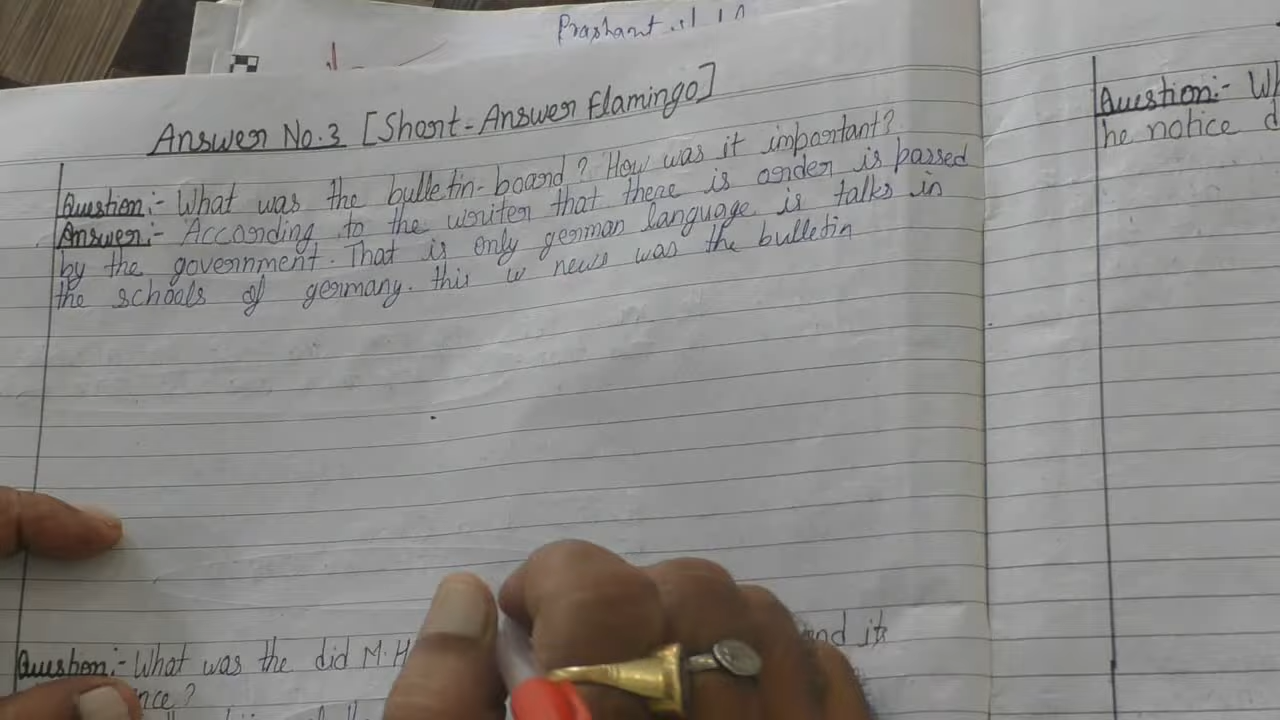 Prashant
Answer No.3 [Short-Answer Flamingo]
Question:- What was the bulletin-board? How was it important?
Answer:- According to the writer that there is order is passed
by the government. That is only german language is talks in
the schools of germany. this w news was the bulletin
Question:- What was the did M.H and its
nce?
Question:- Wh
he notice d